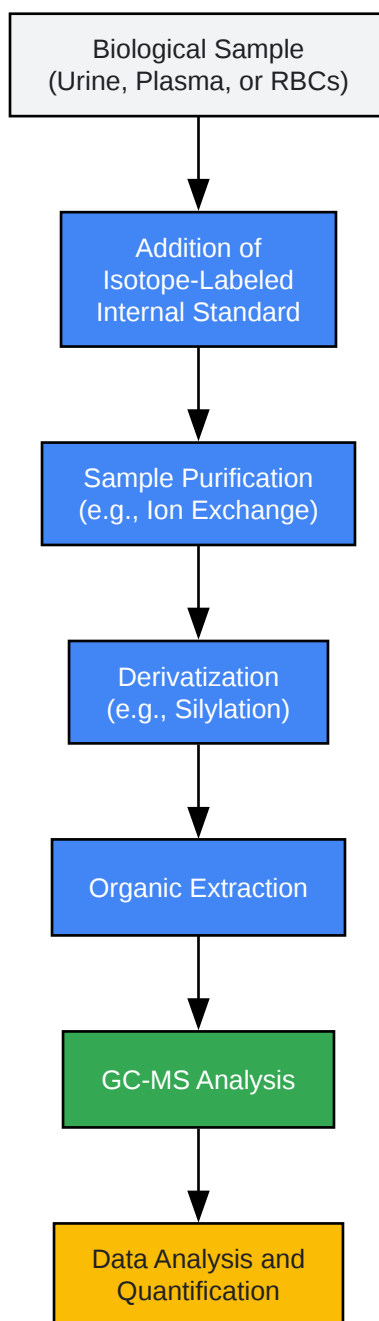 Biological Sample
(Urine, Plasma, or RBCs)
Addition of
Isotope-Labeled
Internal Standard
Sample Purification
(e.g., Ion Exchange)
Derivatization
(e.g., Silylation)
Organic Extraction
GC-MS Analysis
Data Analysis and
Quantification